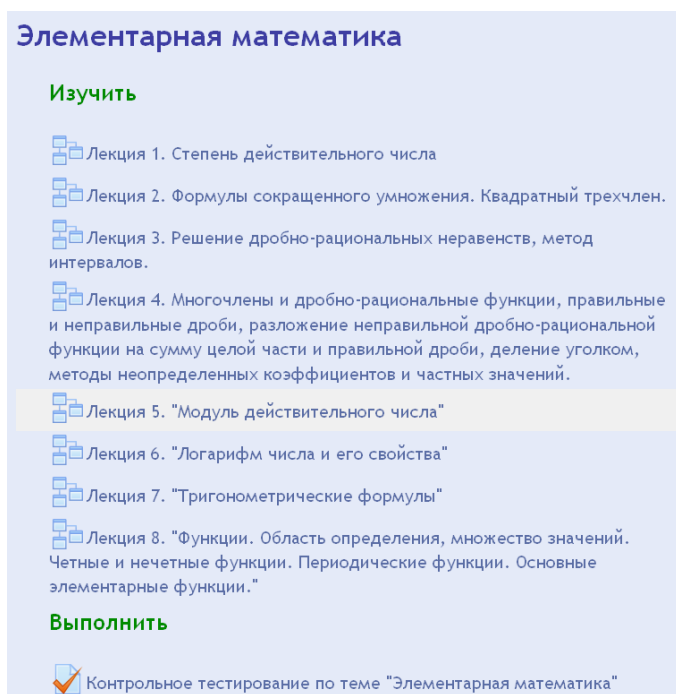 Элементарная математика
Изучить
Лекция 1. Степень действительного числа
Лекция 2. Формулы сокращенного умножения. Квадратный трехчлен.
Лекция 3. Решение дробно-рациональных неравенств, метод
интервалов.
Лекция 4. Многочлены и дробно-рациональные функции, правильные
и неправильные дроби, разложение неправильной дробно-рациональной
функции на сумму целой части и правильной дроби, деление уголком,
методы неопределенных коэффициентов и частных значений.
Лекция 5. "Модуль действительного числа"
Лекция 6. "Логарифм числа и его свойства"
Лекция 7. "Тригонометрические формулы"
Лекция 8. "Функции. Область определения, множество значений.
Четные и нечетные функции. Периодические функции. Основные
элементарные функции."
Выполнить
Контрольное тестирование по теме "Элементарная математика"